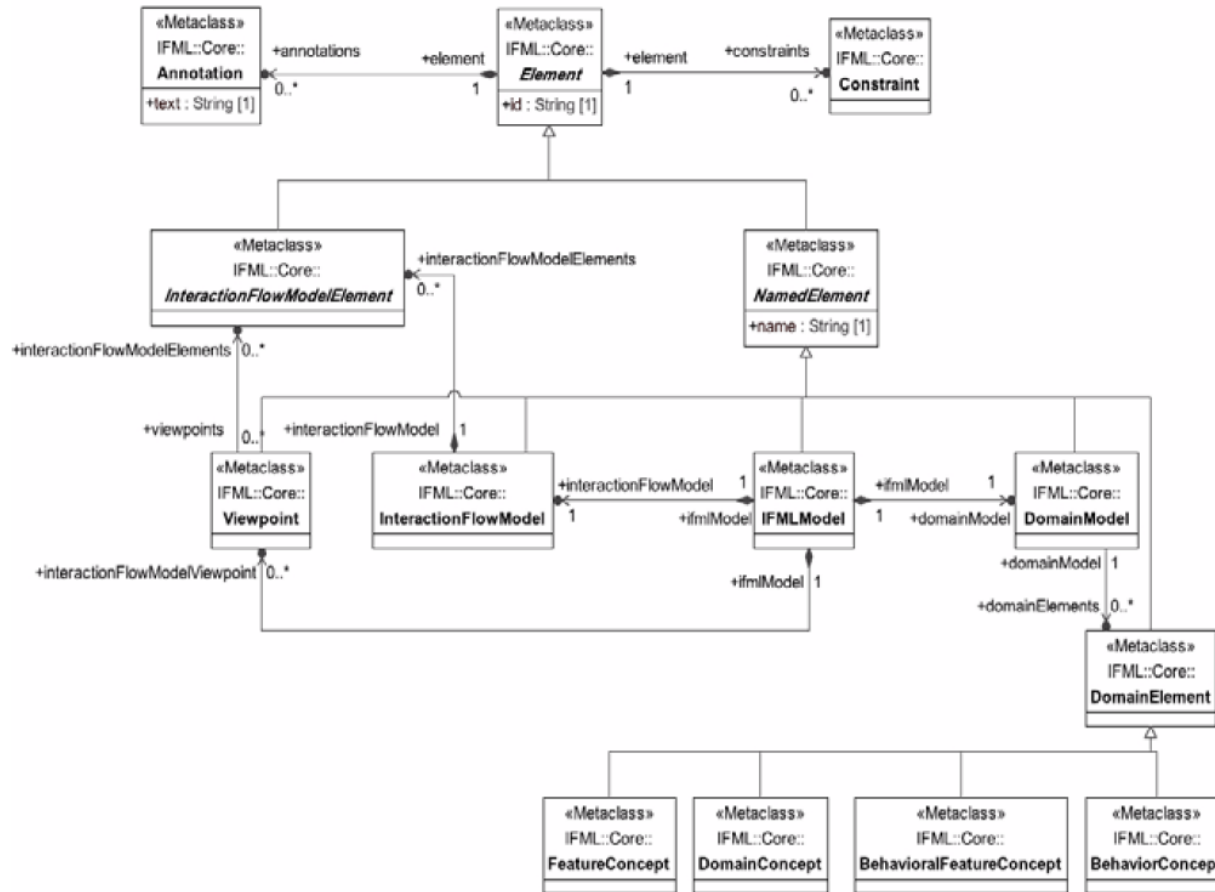 «Metaclass»
IFML::Core::
Annotation
+text : String [1]
+annotations
0..*
+element
1
«Metaclass»
IFML::Core::
Element
+id : String [1]
+element
1
+constraints
0..*
«Metaclass»
IFML::Core::
Constraint
«Metaclass»
IFML::Core::
InteractionFlowModelElement
+interactionFlowModelElements
0..*
«Metaclass»
IFML::Core::
NamedElement
+name : String [1]
+interactionFlowModelElements
0..*
+viewpoints
0..*
+interactionFlowModel
1
«Metaclass»
IFML::Core::
Viewpoint
«Metaclass»
IFML::Core::
InteractionFlowModel
+interactionFlowModel
1
1
+ifmlModel
«Metaclass»
IFML::Core::
IFMLModel
+ifmlModel
1
1
+domainModel
«Metaclass»
IFML::Core::
DomainModel
+interactionFlowModelViewpoint
0..*
+ifmlModel
1
+domainModel
1
+domainElements
0..*
«Metaclass»
IFML::Core::
DomainElement
«Metaclass»
IFML::Core::
FeatureConcept
«Metaclass»
IFML::Core::
DomainConcept
«Metaclass»
IFML::Core::
BehavioralFeatureConcept
«Metaclass»
IFML::Core::
BehaviorConcept